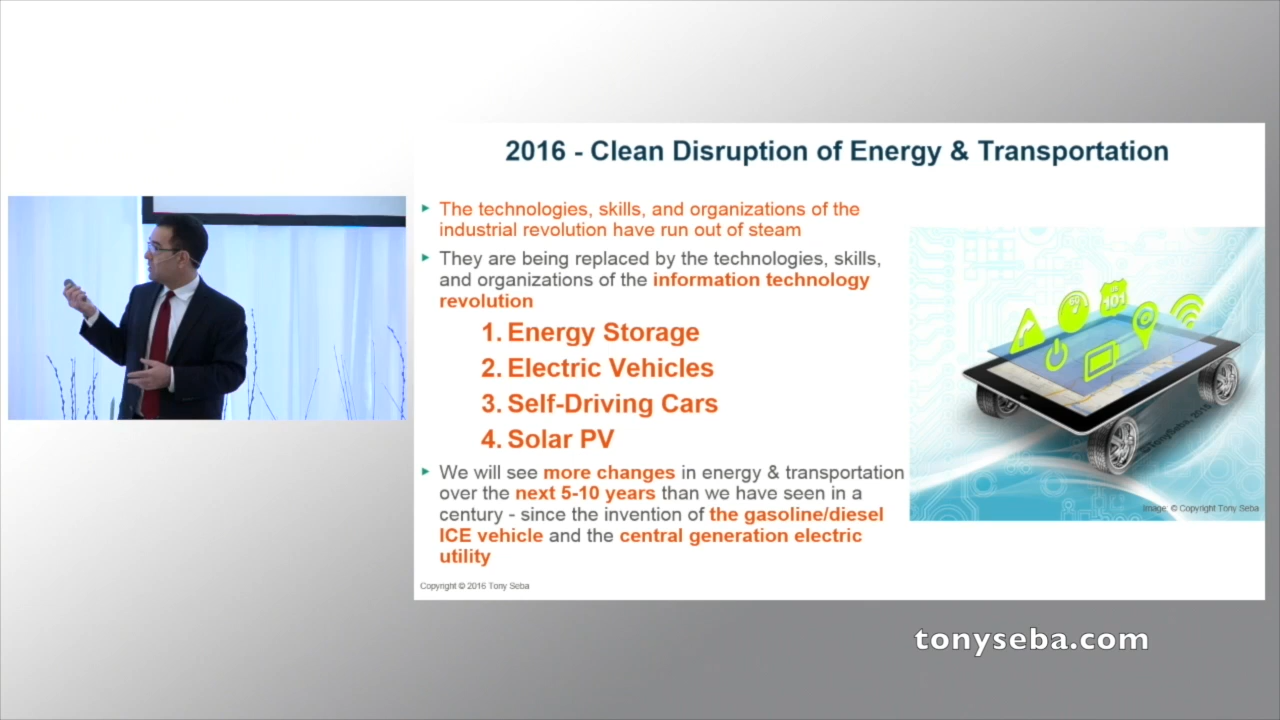 2016 - Clean Disruption of Energy & Transportation
The technologies, skills, and organizations of the
industrial revolution have run out of steam
They are being replaced by the technologies, skills,
and organizations of the information technology
revolution
1. Energy Storage
2. Electric Vehicles
3. Self-Driving Cars
4. Solar PV
We will see more changes in energy & transportation
over the next 5-10 years than we have seen in a
century - since the invention of the gasoline/diesel
ICE vehicle and the central generation electric
utility
101
©TonySeba, 2015
Image: © Copyright Tony Seba
Copyright © 2016 Tony Seba
tonyseba.com